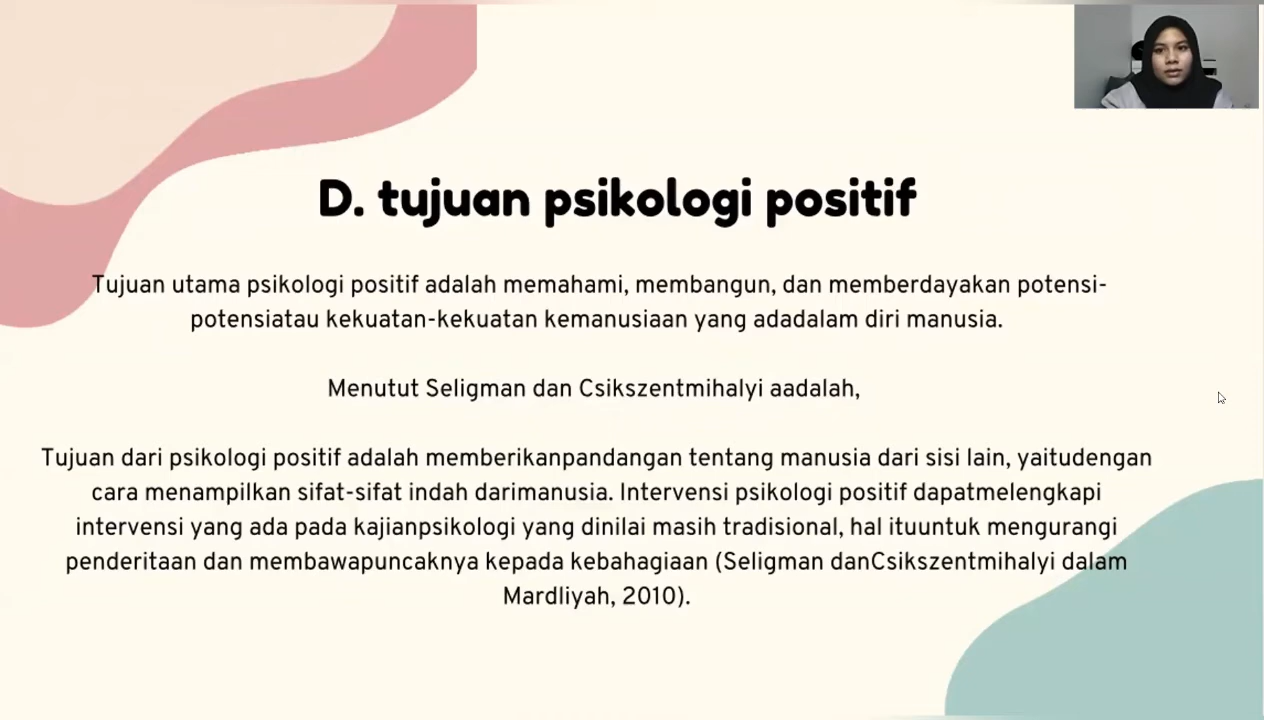 D. tujuan psikologi positif
Tujuan utama psikologi positif adalah memahami, membangun, dan memberdayakan potensi-
potensiatau kekuatan-kekuatan kemanusiaan yang adadalam diri manusia.
Menutut Seligman dan Csikszentmihalyi aadalah,
Tujuan dari psikologi positif adalah memberikanpandangan tentang manusia dari sisi lain, yaitudengan
cara menampilkan sifat-sifat indah darimanusia. Intervensi psikologi positif dapatmelengkapi
intervensi yang ada pada kajianpsikologi yang dinilai masih tradisional, hal ituuntuk mengurangi
penderitaan dan membawapuncaknya kepada kebahagiaan (Seligman danCsikszentmihalyi dalam
Mardliyah, 2010).